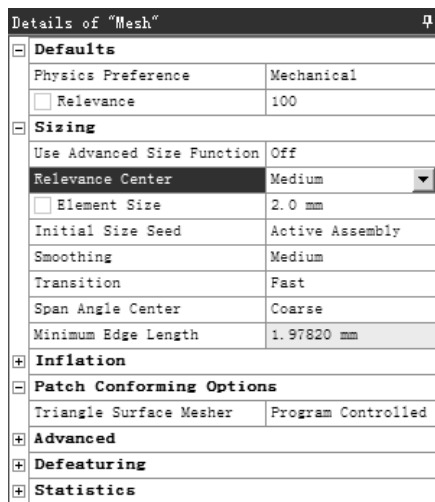 Details of "Mesh"
Defaults
Physics Preference Mechanical
Relevance 100
Sizing
Use Advanced Size Function Off
Relevance Center Medium
Element Size 2.0 mm
Initial Size Seed Active Assembly
Smoothing Medium
Transition Fast
Span Angle Center Coarse
Minimum Edge Length 1.97820 mm
Inflation
Patch Conforming Options
Triangle Surface Mesher Program Controlled
Advanced
Defeaturing
Statistics